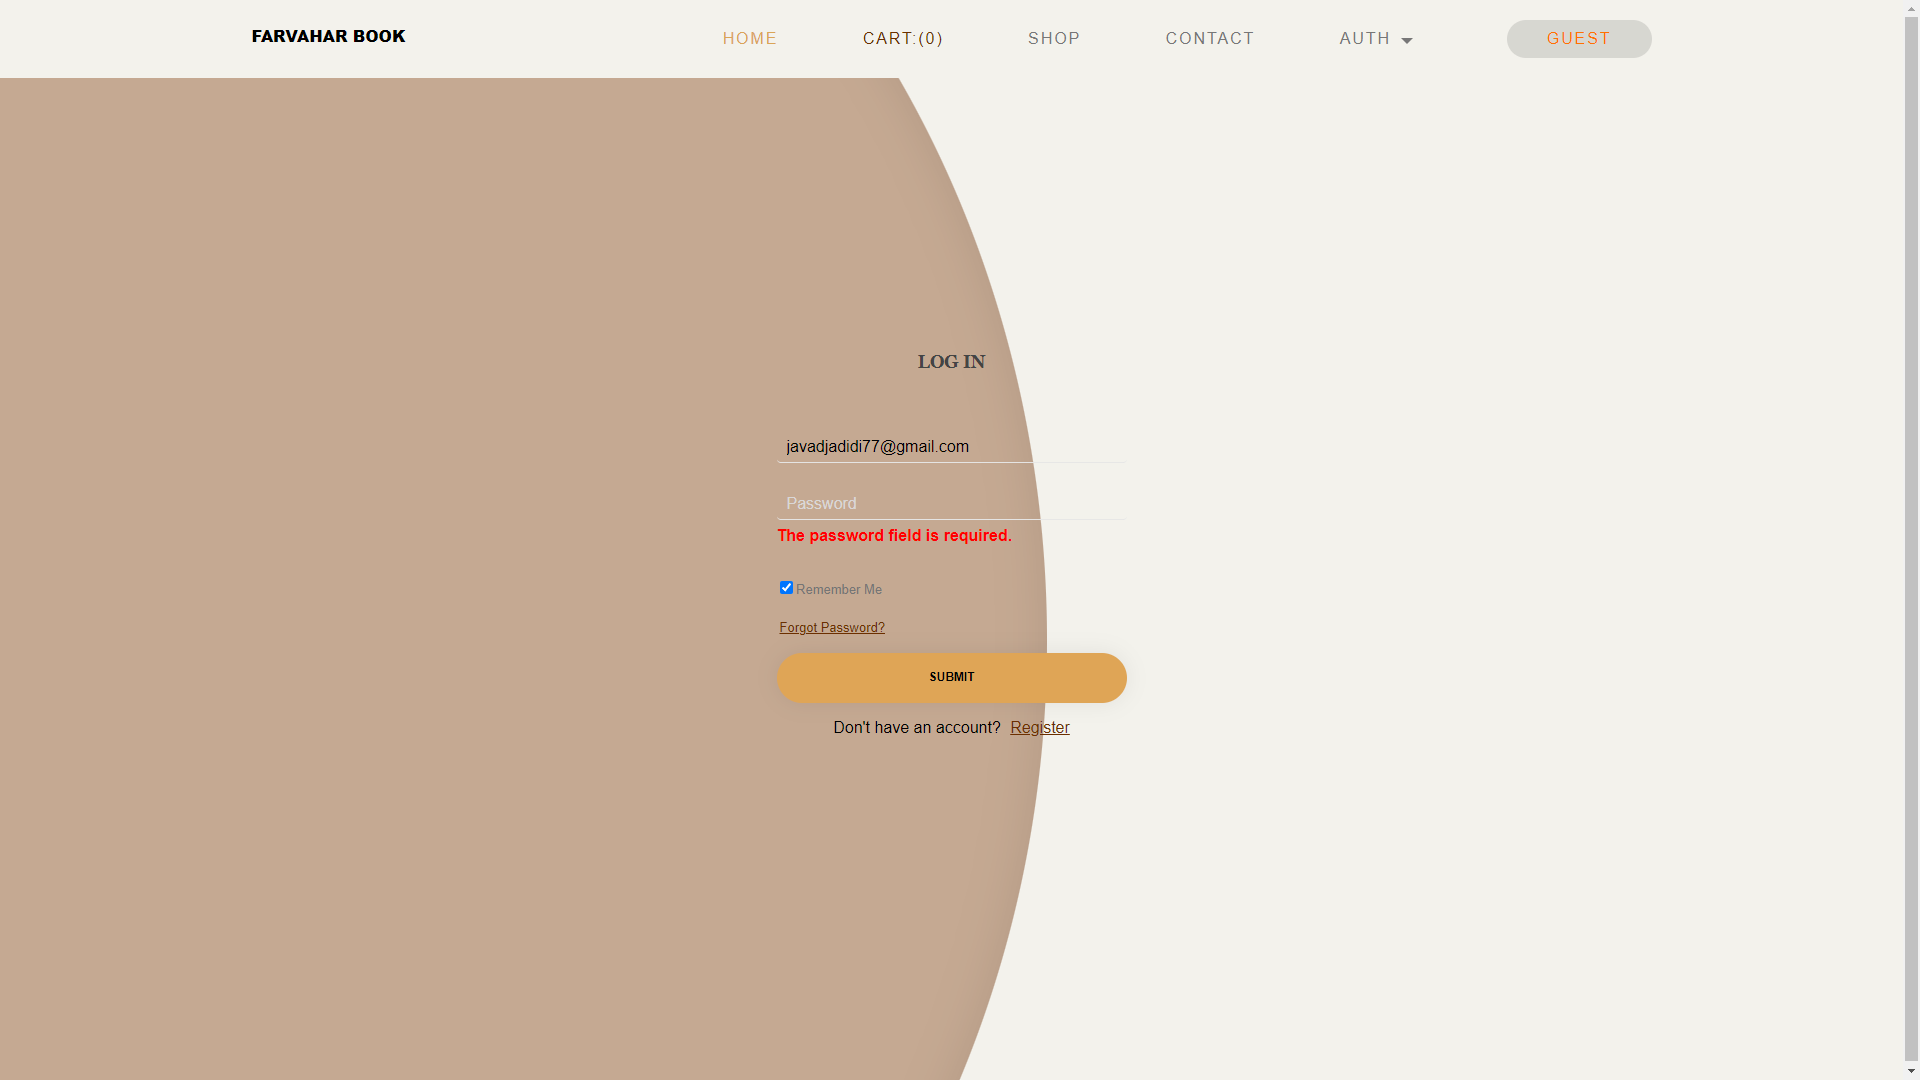 FARVAHAR BOOK
HOME
CART:(0)
SHOP
CONTACT
AUTH
GUEST
LOG IN
javadjadidi77@gmail.com
Password
The password field is required.
Remember Me
Forgot Password?
SUBMIT
Don't have an account? Register